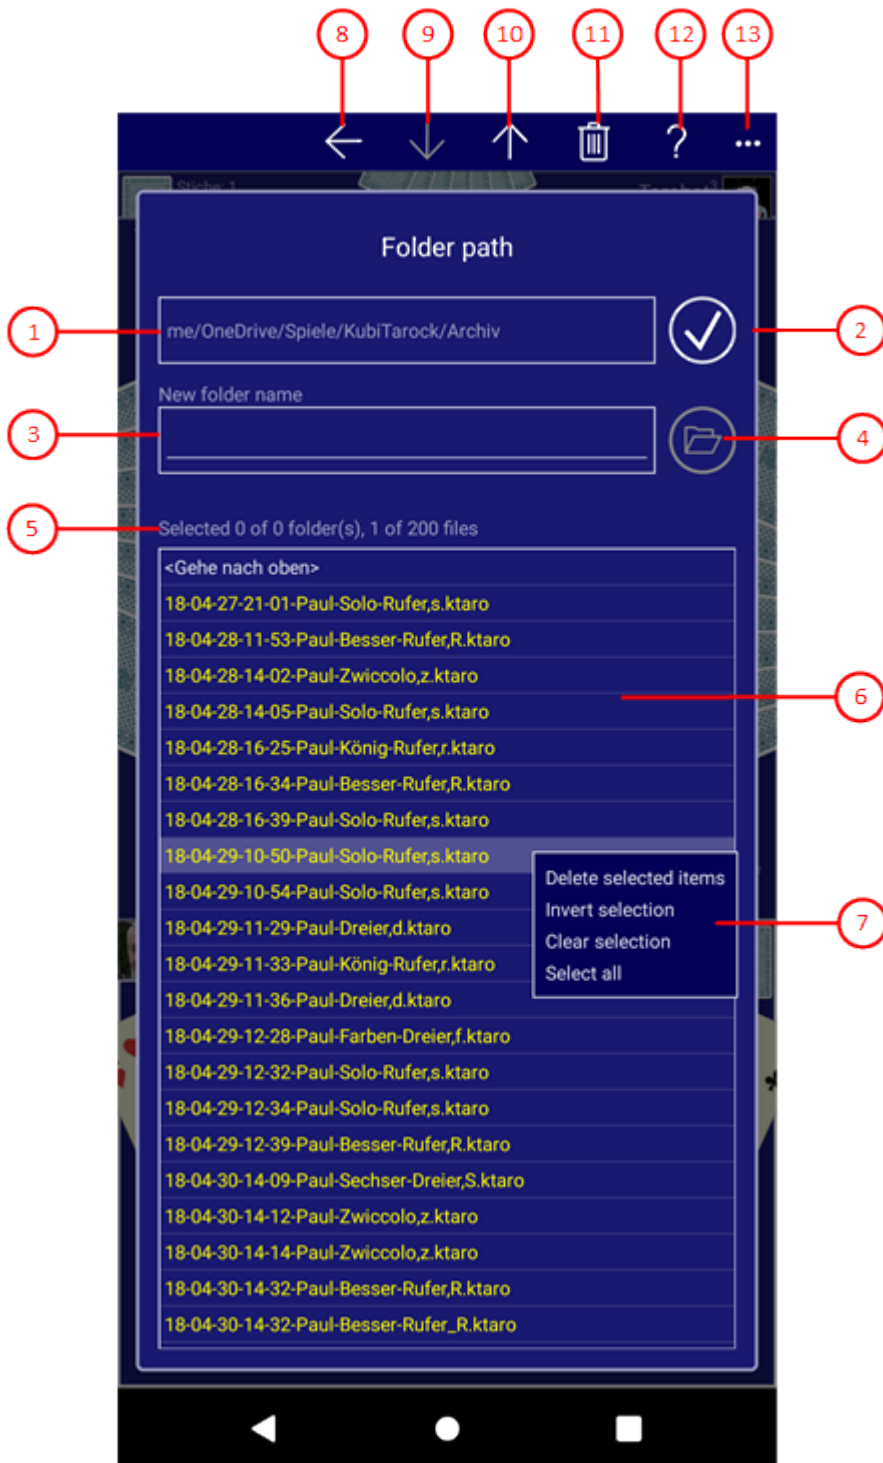 8 9 10 11 12 13
Stiche: 1
Folder path
1
me/OneDrive/Spiele/KubiTarock/Archiv
2
New folder name
3
4
5
Selected 0 of 0 folder(s), 1 of 200 files
<Gehe nach oben>
18-04-27-21-01-Paul-Solo-Rufer,s.ktaro
18-04-28-11-53-Paul-Besser-Rufer,R.ktaro
18-04-28-14-02-Paul-Zwiccolo,z.ktaro
6
18-04-28-14-05-Paul-Solo-Rufer,s.ktaro
18-04-28-16-25-Paul-König-Rufer,r.ktaro
18-04-28-16-34-Paul-Besser-Rufer,R.ktaro
18-04-28-16-39-Paul-Solo-Rufer,s.ktaro
18-04-29-10-50-Paul-Solo-Rufer,s.ktaro
18-04-29-10-54-Paul-Solo-Rufer,s.ktaro
18-04-29-11-29-Paul-Dreier,d.ktaro
18-04-29-11-33-Paul-König-Rufer,r.ktaro
18-04-29-11-36-Paul-Dreier,d.ktaro
Delete selected items
Invert selection
Clear selection
Select all
7
18-04-29-12-28-Paul-Farben-Dreier,f.ktaro
18-04-29-12-32-Paul-Solo-Rufer,s.ktaro
18-04-29-12-34-Paul-Solo-Rufer,s.ktaro
18-04-29-12-39-Paul-Besser-Rufer,R.ktaro
18-04-30-14-09-Paul-Sechser-Dreier,S.ktaro
18-04-30-14-12-Paul-Zwiccolo,z.ktaro
18-04-30-14-14-Paul-Zwiccolo,z.ktaro
18-04-30-14-32-Paul-Besser-Rufer,R.ktaro
18-04-30-14-32-Paul-Besser-Rufer_R.ktaro